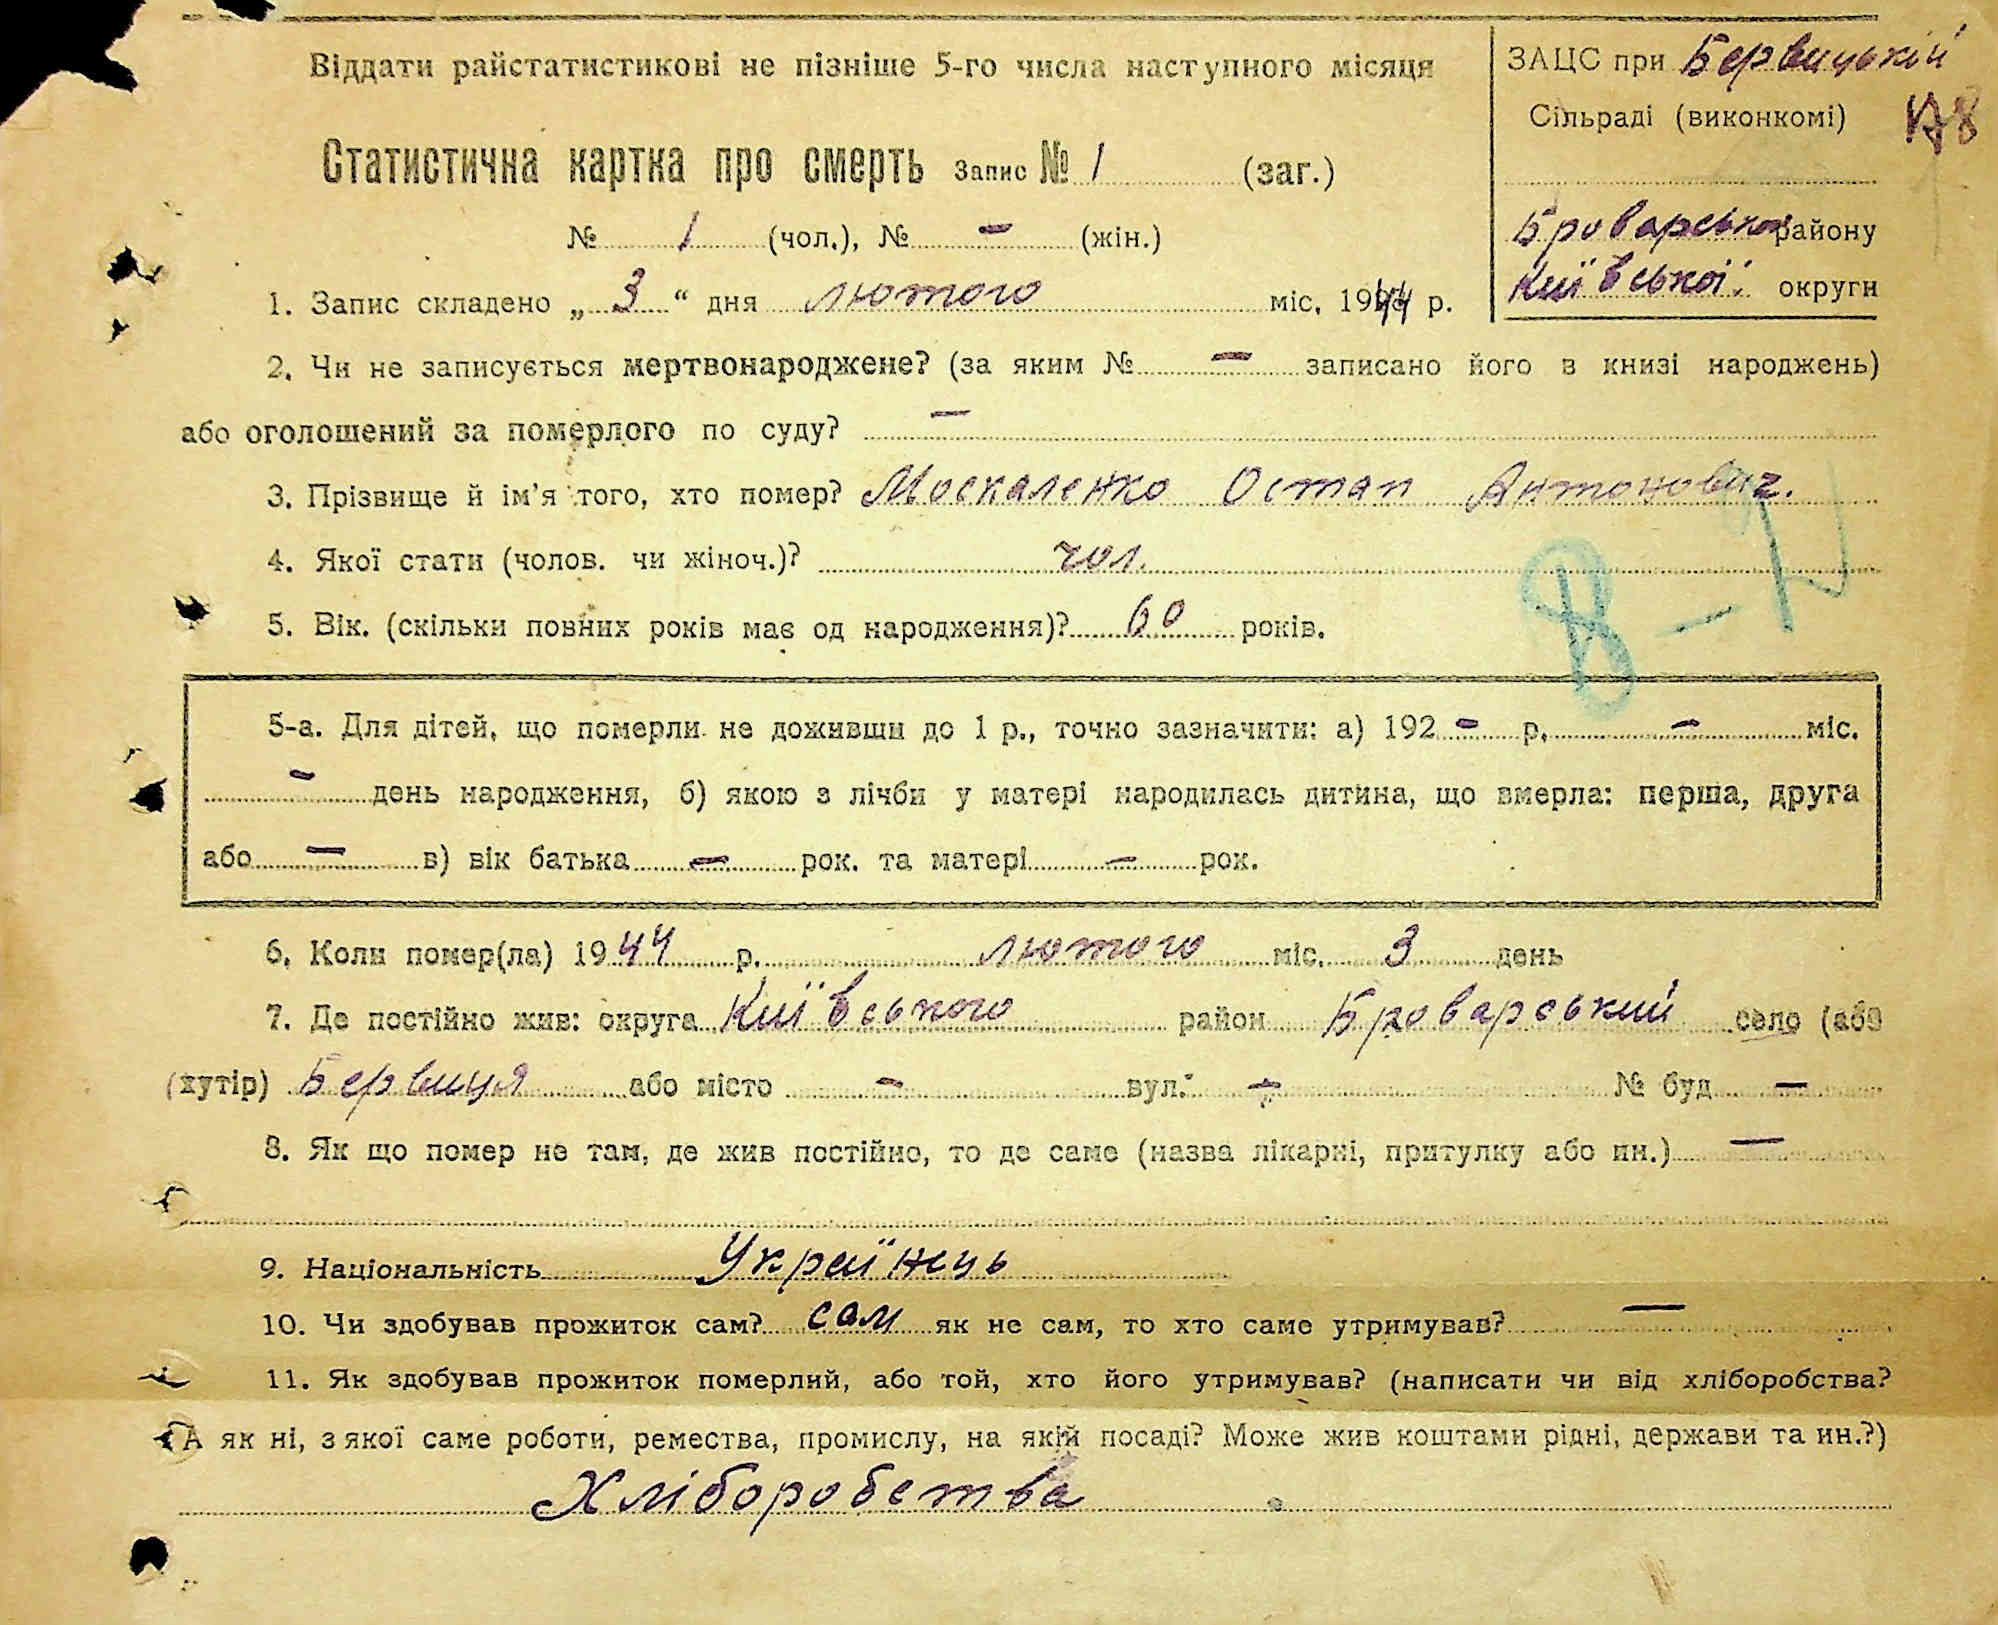 Віддати райстатистикові не пізніше 5-го числа наступного місяця
ЗАЦС при Бервицькій
Сільраді (виконкомі)
Броварського району
Київської округи
Статистична картка про смерть Запис № 1 (заг.)
№ 1 (чол.), № — (жін.)
1. Запис складено „ 3 “ дня лютого міс. 1944 р.
2. Чи не записується мертвонароджене? (за яким № — записано його в книзі народжень)
або оголошений за померлого по суду? —
3. Прізвище й ім'я того, хто помер? Москаленко Остап Антонович.
4. Якої стати (чолов. чи жіноч.)? чол.
5. Вік. (скільки повних років має од народження)? 60 років.
5-а. Для дітей, що померли не доживши до 1 р., точно зазначити: а) 192 — р. — міс.
— день народження, б) якою з лічби у матері народилась дитина, що вмерла: перша, друга
або — в) вік батька — рок. та матері — рок.
6. Коли помер(ла) 1944 р. лютого міс. 3 день
7. Де постійно жив: округа Київського район Броварський село (або
(хутір) Бервиця або місто — вул. — № буд —
8. Як що помер не там, де жив постійно, то де саме (назва лікарні, притулку або ин.) —
9. Національність Українець
10. Чи здобував прожиток сам? сам як не сам, то хто саме утримував? —
11. Як здобував прожиток померлий, або той, хто його утримував? (написати чи від хліборобства?
А як ні, з якої саме роботи, ремества, промислу, на якій посаді? Може жив коштами рідні, держави та ин.?)
Хліборобства